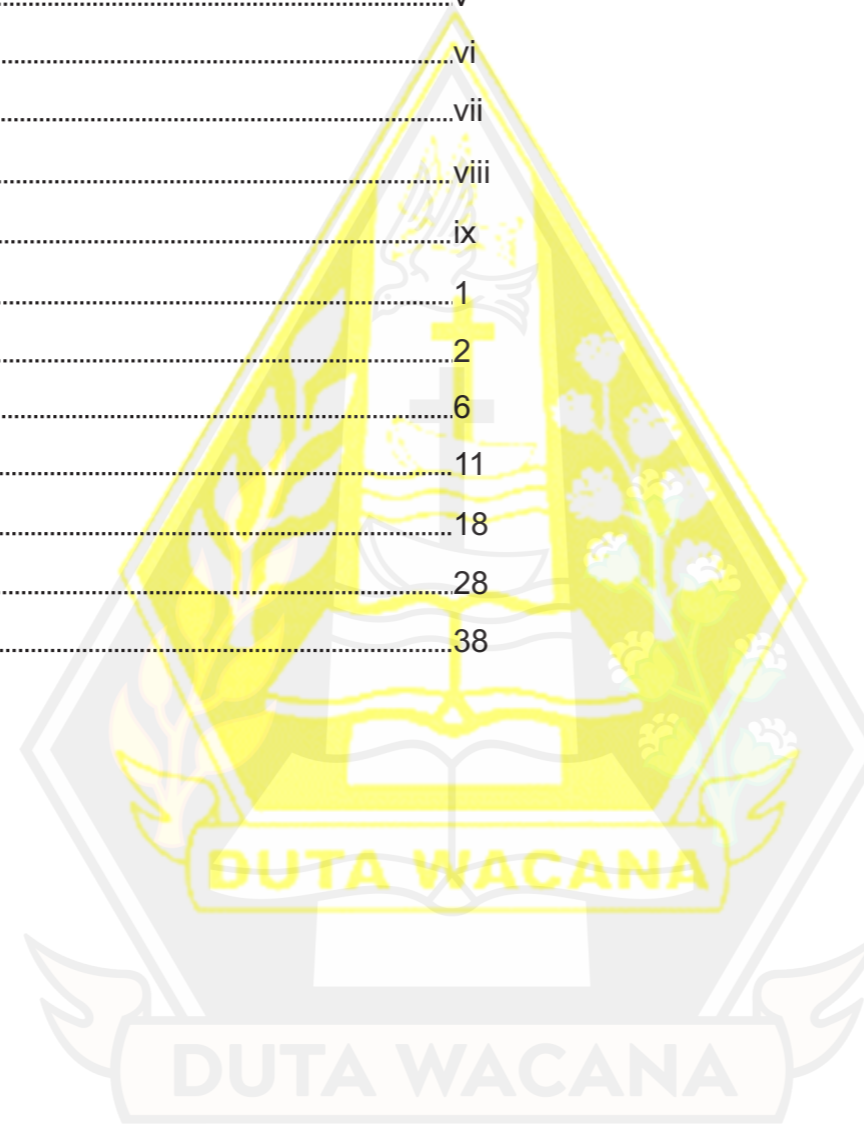 ....................................................v
....................................................vi
....................................................vii
....................................................viii
....................................................ix
....................................................1
....................................................2
....................................................6
....................................................11
....................................................18
....................................................28
....................................................38
DUTA WACANA
DUTA WACANA